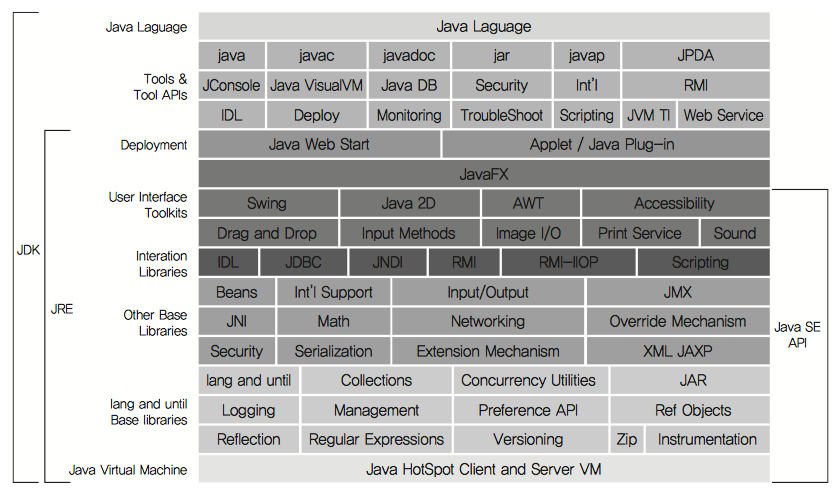 Java Laguage Java Laguage
java javac javadoc jar javap JPDA
Tools &
Tool APIs
JConsole Java VisualVM Java DB Security Int'l RMI
IDL Deploy Monitoring TroubleShoot Scripting JVM TI Web Service
Deployment Java Web Start Applet / Java Plug-in
JavaFX
User Interface
Toolkits
Swing Java 2D AWT Accessibility
Drag and Drop Input Methods Image I/O Print Service Sound
JDK
Interation
Libraries
IDL JDBC JNDI RMI RMI-IIOP Scripting
JRE
Beans Int'l Support Input/Output JMX
Other Base
Libraries
JNI Math Networking Override Mechanism
Java SE
API
Security Serialization Extension Mechanism XML JAXP
lang and until Collections Concurrency Utilities JAR
lang and until
Base libraries
Logging Management Preference API Ref Objects
Reflection Regular Expressions Versioning Zip Instrumentation
Java Virtual Machine Java HotSpot Client and Server VM